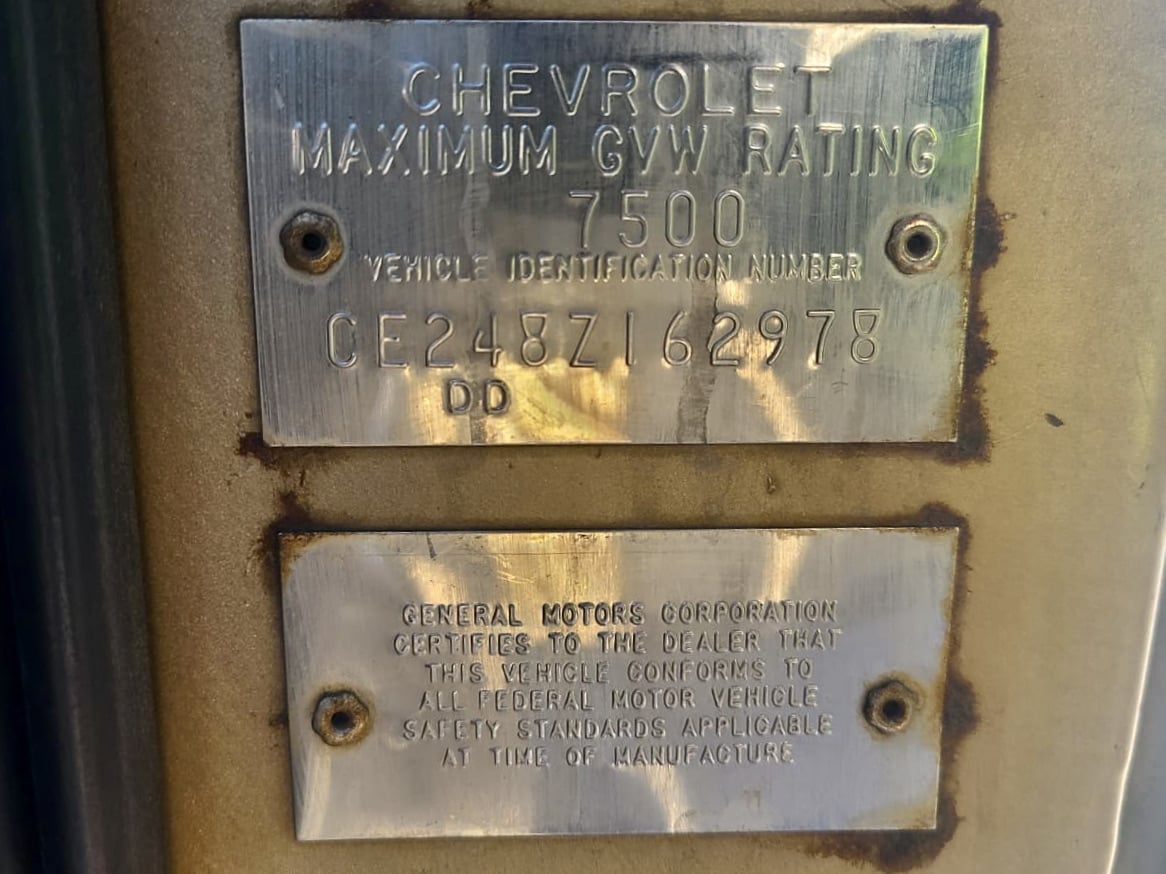 CHEVROLET
MAXIMUM GVW RATING
7500
VEHICLE IDENTIFICATION NUMBER
CE248Z162978
DD
GENERAL MOTORS CORPORATION
CERTIFIES TO THE DEALER THAT
THIS VEHICLE CONFORMS TO
ALL FEDERAL MOTOR VEHICLE
SAFETY STANDARDS APPLICABLE
AT TIME OF MANUFACTURE